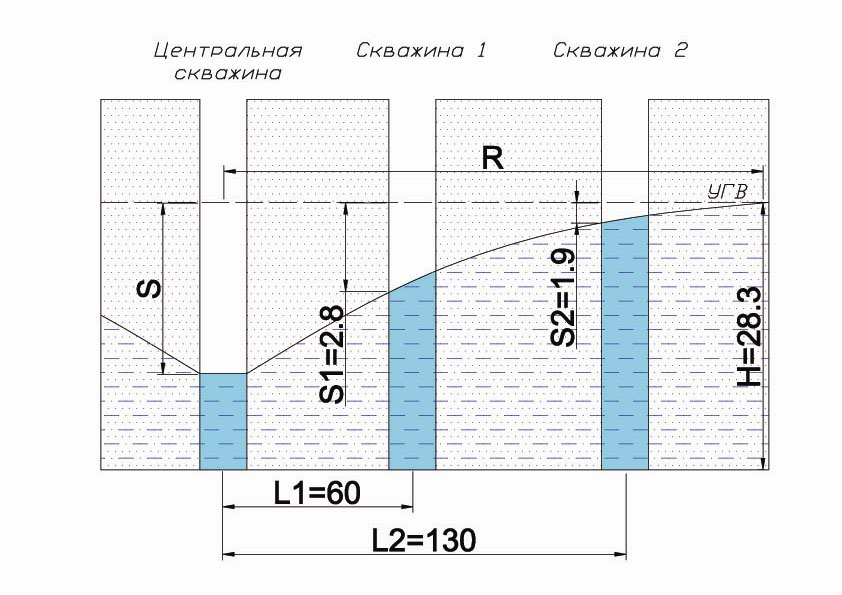 Центральная
скважина
Скважина 1
Скважина 2
R
УГВ
S
S1=2.8
S2=1.9
H=28.3
L1=60
L2=130